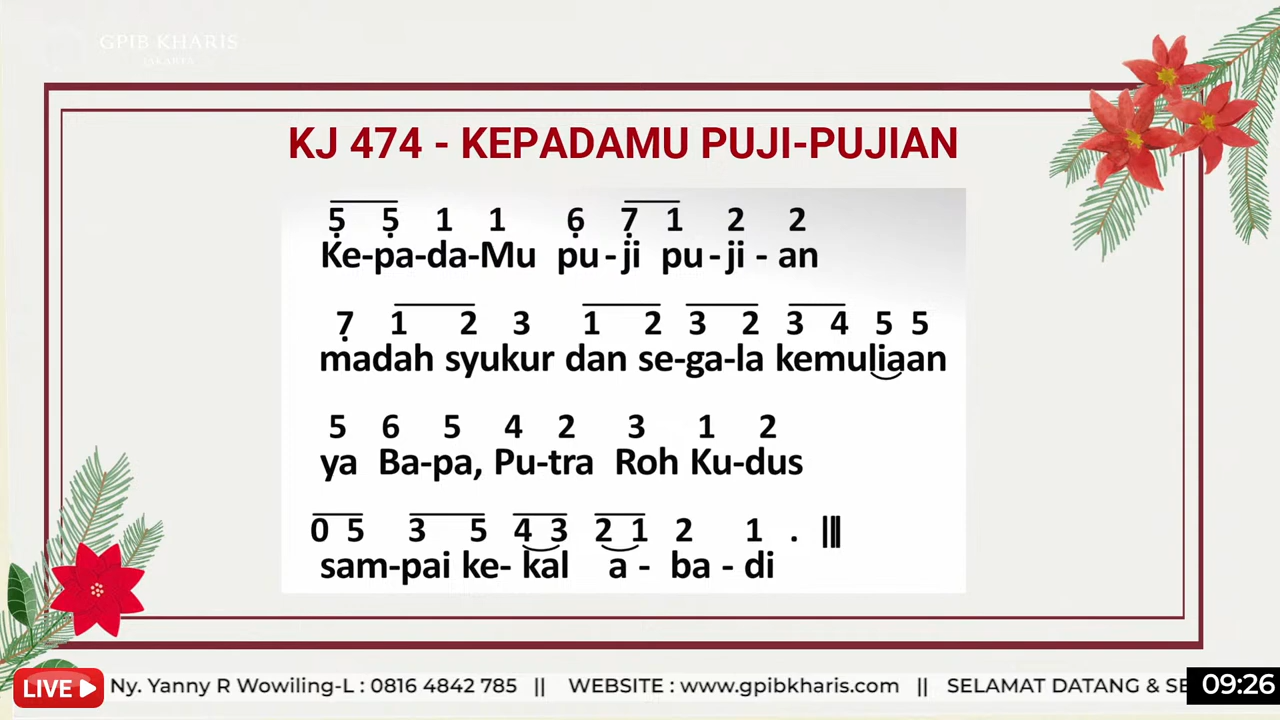 GPIB KHARIS
JAKARTA
KJ 474 - KEPADAMU PUJI-PUJIAN
5̣ 5̣ 1 1 6̣ 7̣ 1 2 2
Ke-pa-da-Mu pu-ji pu-ji - an
7̣ 1 2 3 1 2 3 2 3 4 5 5
madah syukur dan se-ga-la kemuliaan
5 6 5 4 2 3 1 2
ya Ba-pa, Pu-tra Roh Ku-dus
0 5 3 5 4 3 2 1 2 1 .
sam-pai ke- kal a - ba - di
LIVE Ny. Yanny R Wowiling-L : 0816 4842 785 || WEBSITE : www.gpibkharis.com || SELAMAT DATANG & SE 09:26